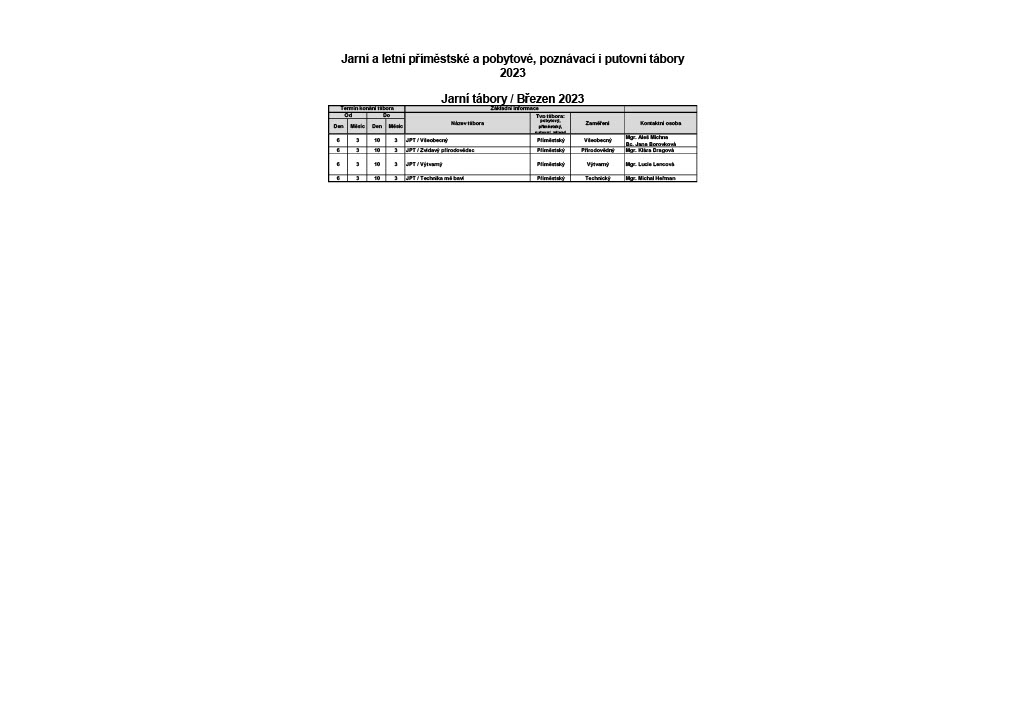 Jarní a letní příměstské a pobytové, poznávací i putovní tábory
2023
Jarní tábory / Březen 2023
Termín konání tábora Základní informace
Od Do
Den Měsíc Den Měsíc Název tábora Typ tábora: pobytový, příměstský, Zaměření Kontaktní osoba
6 3 10 3 JPT / Všeobecný Příměstský Všeobecný Mgr. Aleš Michna
Bc. Jana Borovková
6 3 10 3 JPT / Zvídavý přírodovědec Příměstský Přírodovědný Mgr. Klára Dragová
6 3 10 3 JPT / Výtvarný Příměstský Výtvarný Mgr. Lucie Lencová
6 3 10 3 JPT / Technika mě baví Příměstský Technický Mgr. Michal Heřman